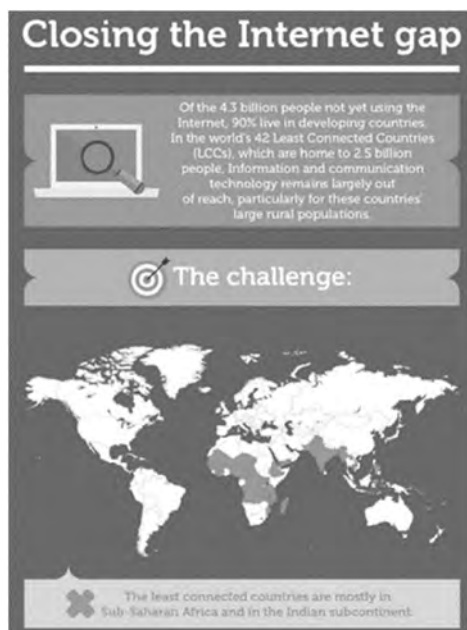 Closing the Internet gap
Of the 4.3 billion people not yet using the
Internet, 90% live in developing countries.
In the world's 42 Least Connected Countries
(LCCs), which are home to 2.5 billion
people, Information and communication
technology remains largely out
of reach, particularly for these countries'
large rural populations.
The challenge:
The least connected countries are mostly in
Sub-Saharan Africa and in the Indian subcontinent.